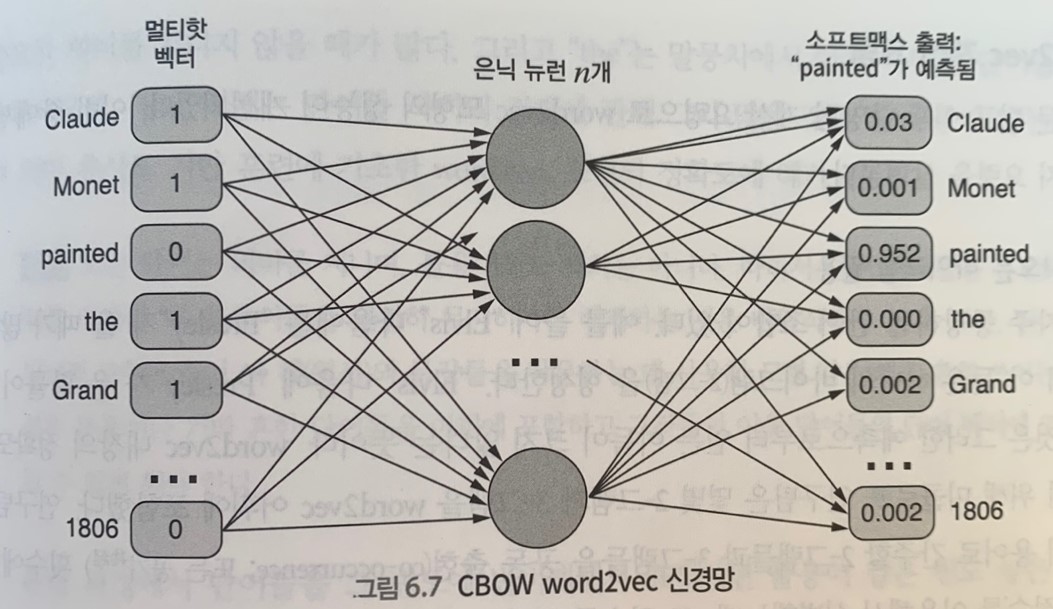 멀티핫
벡터
은닉 뉴런 n개
소프트맥스 출력:
"painted"가 예측됨
Claude 1
Monet 1
painted 0
the 1
Grand 1
...
1806 0
...
0.03 Claude
0.001 Monet
0.952 painted
0.000 the
0.002 Grand
...
0.002 1806
그림 6.7 CBOW word2vec 신경망